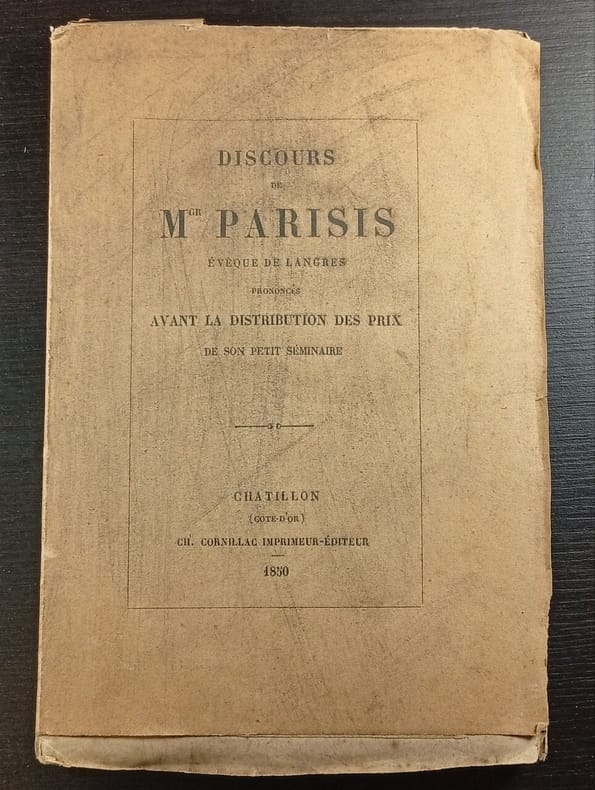 DISCOURS
DE
MGR PARISIS
ÉVÊQUE DE LANGRES
PRONONCÉS
AVANT LA DISTRIBUTION DES PRIX
DE SON PETIT SÉMINAIRE
CHATILLON
(COTE-D'OR)
CH. CORNILLAC IMPRIMEUR-ÉDITEUR
1850